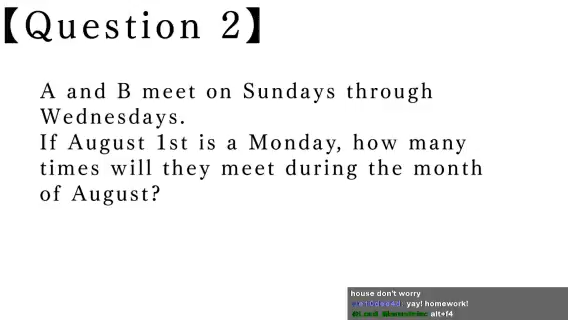 【Question 2】
A and B meet on Sundays through
Wednesdays.
If August 1st is a Monday, how many
times will they meet during the month
of August?
house don't worry
yay! homework!
alt+f4